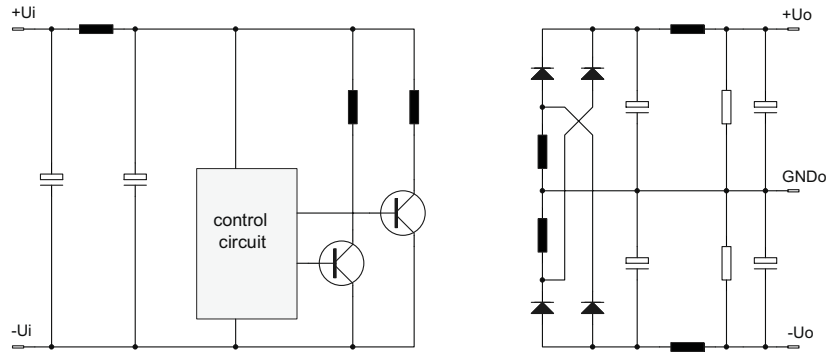 +Ui
+Uo
GNDo
control
circuit
-Ui
-Uo